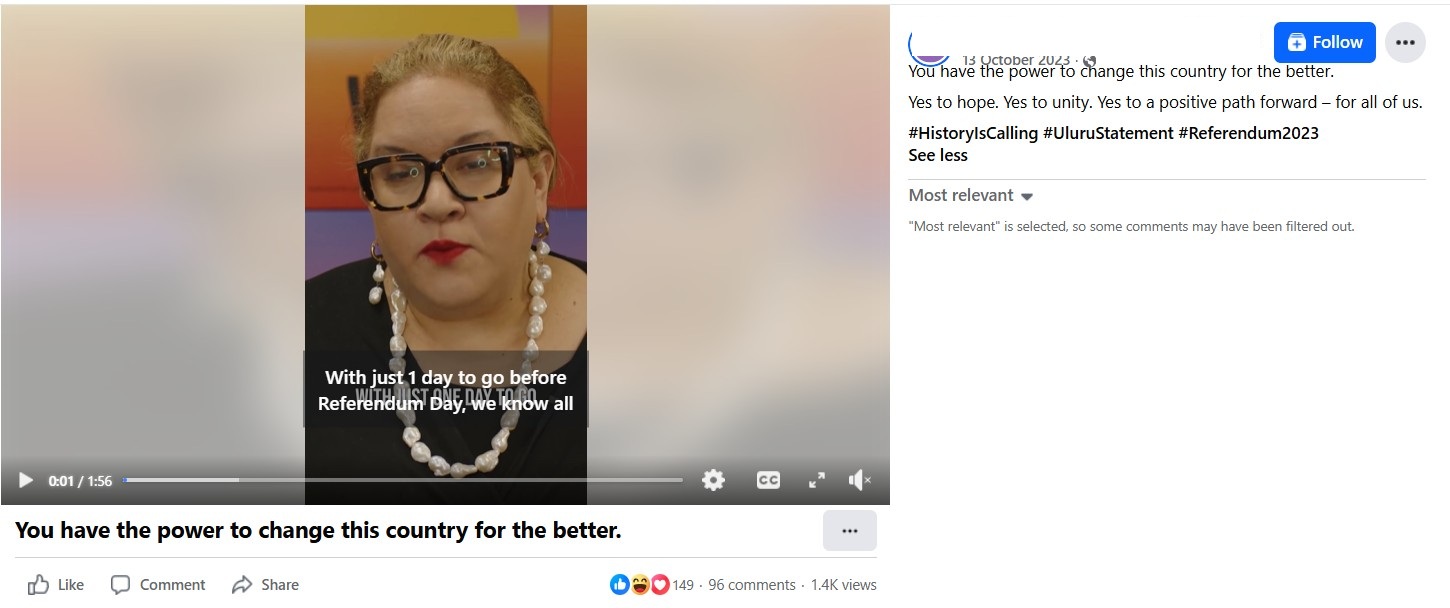 With just 1 day to go before
Referendum Day, we know all
WITH JUST ONE DAY TO GO
0:01 / 1:56
CC
You have the power to change this country for the better.
Like
Comment
Share
149 · 96 comments · 1.4K views
Follow
13 October 2023 ·
You have the power to change this country for the better.
Yes to hope. Yes to unity. Yes to a positive path forward – for all of us.
#HistoryIsCalling #UluruStatement #Referendum2023
See less
Most relevant
"Most relevant" is selected, so some comments may have been filtered out.